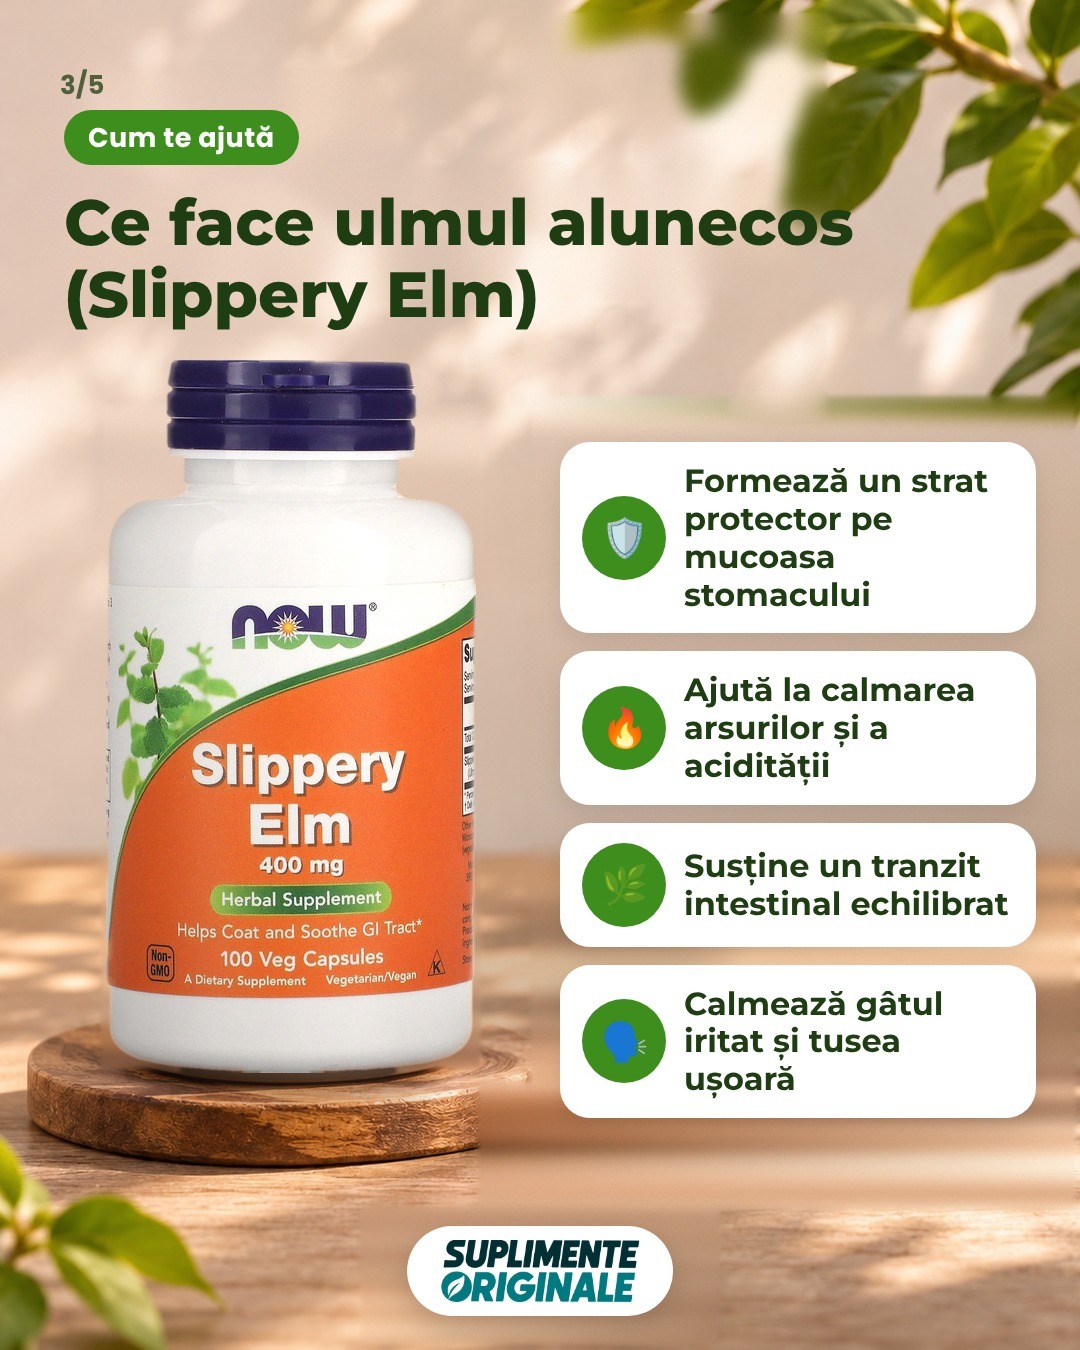 3/5
Cum te ajută
Ce face ulmul alunecos
(Slippery Elm)
now®
Slippery
Elm
400 mg
Herbal Supplement
Helps Coat and Soothe GI Tract*
Non-
GMO
100 Veg Capsules
A Dietary Supplement Vegetarian/Vegan
K
Formează un strat
protector pe
mucoasa
stomacului
Ajută la calmarea
arsurilor și a
acidității
Susține un tranzit
intestinal echilibrat
Calmează gâtul
iritat și tusea
ușoară
SUPLIMENTE
ORIGINALE